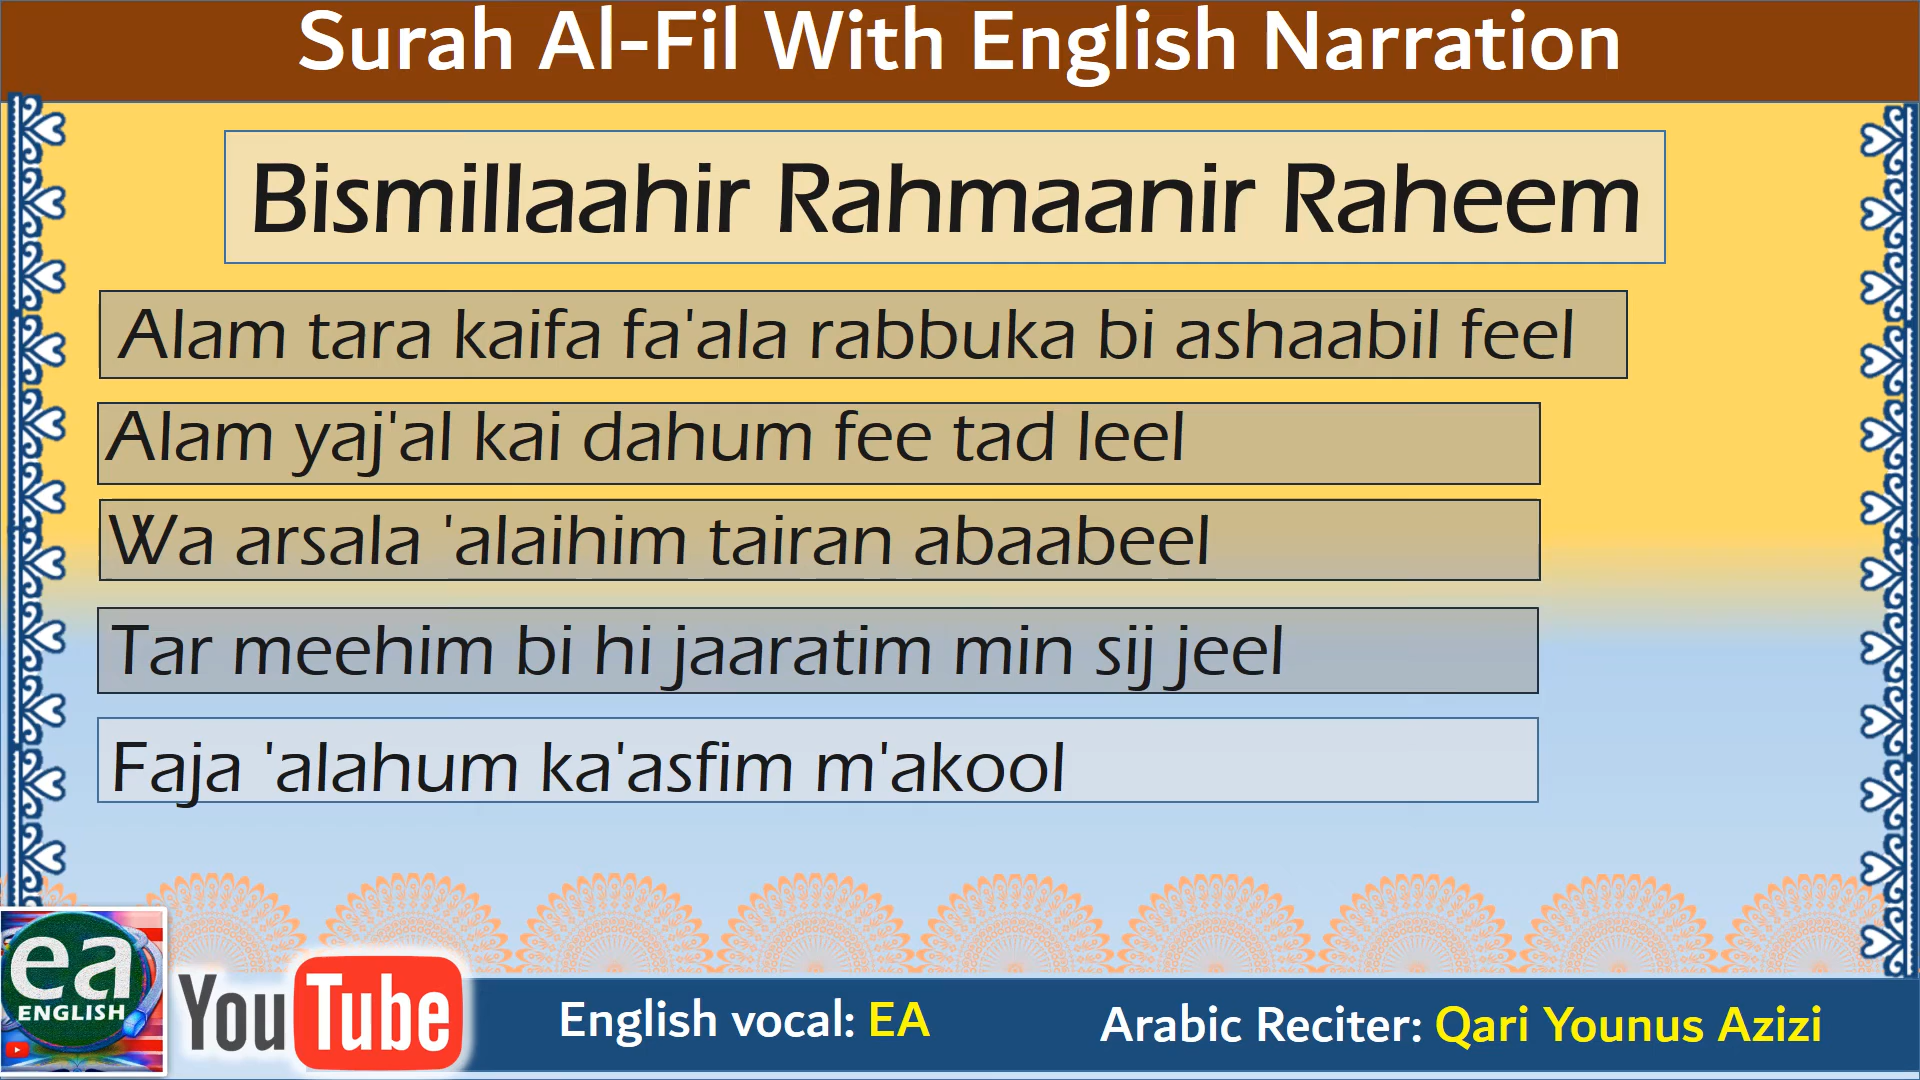 Surah Al-Fil With English Narration
Bismillaahir Rahmaanir Raheem
Alam tara kaifa fa'ala rabbuka bi ashaabil feel
Alam yaj'al kai dahum fee tad leel
Wa arsala 'alaihim tairan abaabeel
Tar meehim bi hi jaaratim min sij jeel
Faja 'alahum ka'asfim m'akool
ea
ENGLISH
YouTube
English vocal: EA
Arabic Reciter: Qari Younus Azizi